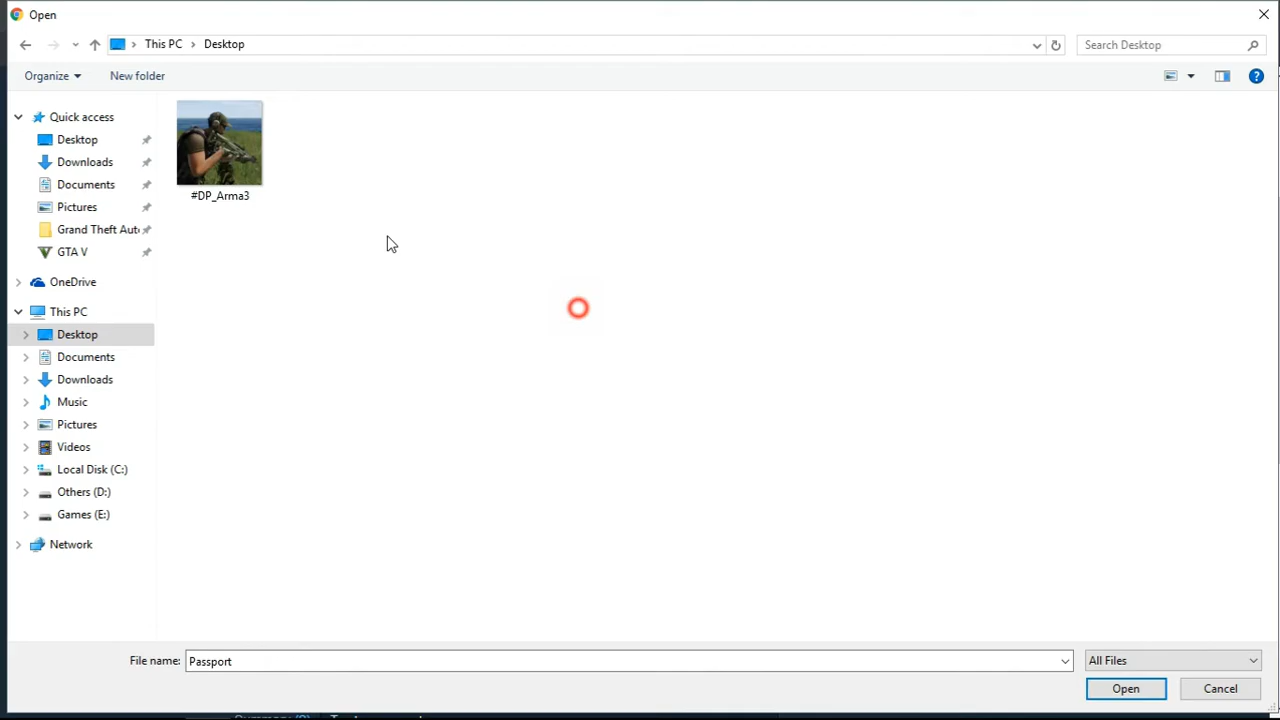 Open
This PC
Desktop
Search Desktop
Organize
New folder
Quick access
Desktop
Downloads
Documents
Pictures
Grand Theft Aut
GTA V
OneDrive
This PC
Desktop
Documents
Downloads
Music
Pictures
Videos
Local Disk (C:)
Others (D:)
Games (E:)
Network
#DP_Arma3
File name:
Passport
All Files
Open
Cancel